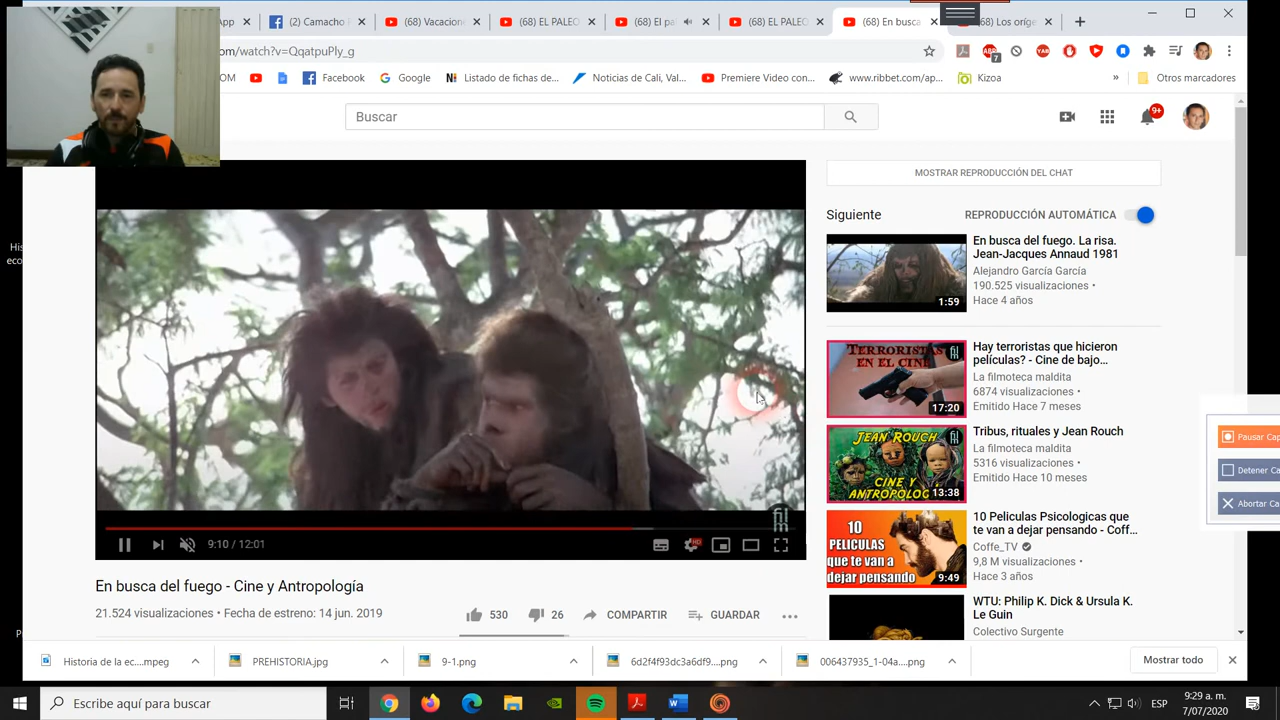 App
(2) Camacho
(68) Vacacione
(68) EL PALEO
(68) El pa
(68) EL PALEO
(68) En busca
(68) Los oríge
om/watch?v=QqatpuPly_g
7
OM
Facebook
Google
Listado de fichas de...
Noticias de Cali, Val...
Premiere Video con...
www.ribbet.com/ap...
Kizoa
»
Otros marcadores
Buscar
9+
MOSTRAR REPRODUCCIÓN DEL CHAT
Siguiente
REPRODUCCIÓN AUTOMÁTICA
En busca del fuego. La risa.
Jean-Jacques Annaud 1981
Alejandro García García
190.525 visualizaciones •
Hace 4 años
1:59
TERRORISTAS
EN EL CINE
17:20
Hay terroristas que hicieron
películas? - Cine de bajo...
La filmoteca maldita
6874 visualizaciones •
Emitido Hace 7 meses
JEAN ROUCH
CINE Y
ANTROPOLOG
13:38
Tribus, rituales y Jean Rouch
La filmoteca maldita
5316 visualizaciones •
Emitido Hace 10 meses
10
PELICULAS
que te van a
dejar pensando
9:49
10 Peliculas Psicologicas que
te van a dejar pensando - Coff...
Coffe_TV
9,8 M visualizaciones •
Hace 3 años
WTU: Philip K. Dick & Ursula K.
Le Guin
Colectivo Surgente
Pausar Cap
Detener Ca
Abortar Ca
film
9:10 / 12:01
HD
En busca del fuego - Cine y Antropología
21.524 visualizaciones • Fecha de estreno: 14 jun. 2019
530
26
COMPARTIR
GUARDAR
Historia de la ec....mpeg
PREHISTORIA.jpg
9-1.png
6d2f4f93dc3a6df9....png
006437935_1-04a....png
Mostrar todo
Escribe aquí para buscar
ESP
9:29 a. m.
7/07/2020